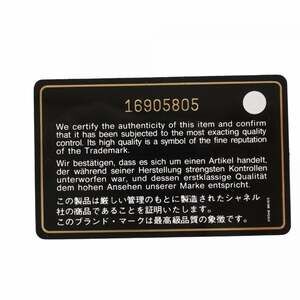 16905805
We certify the authenticity of this item and confirm
that it has been subjected to the most exacting quality
control. Its high quality is a symbol of the fine reputation
of the Trademark.
Wir bestätigen, dass es sich um einen Artikel handelt,
der während seiner Herstellung strengsten Kontrollen
unterworfen war, und dessen erstklassige Qualität
dem hohen Ansehen unserer Marke entspricht.
この製品は厳しい管理のもとに製造されたシャネル
社の商品であることを証明いたします。
このブランド・マークは最高級品質の象徴です。